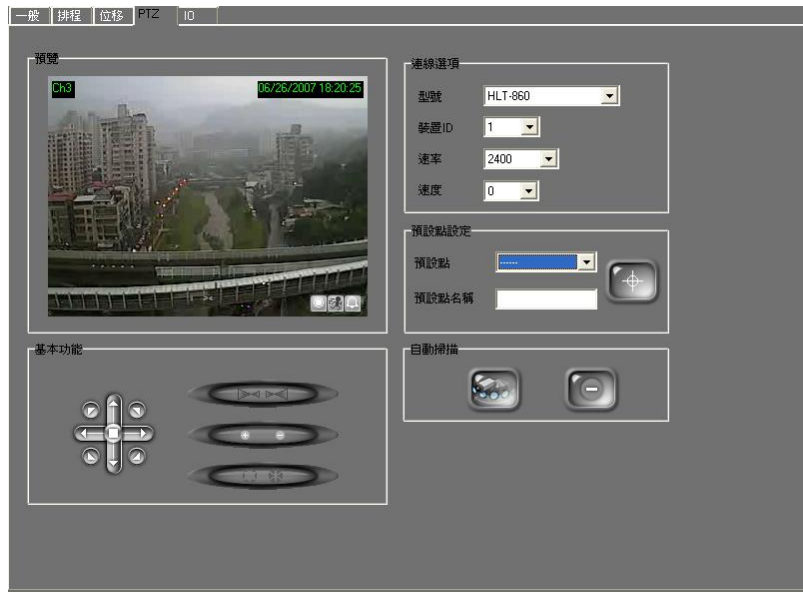 一般 排程 位移 PTZ IO
預覽
Ch3 06/26/2007 18:20:25
連線選項
型號 HLT-860
裝置ID 1
速率 2400
速度 0
預設點設定
預設點 -----
預設點名稱
基本功能
自動掃描